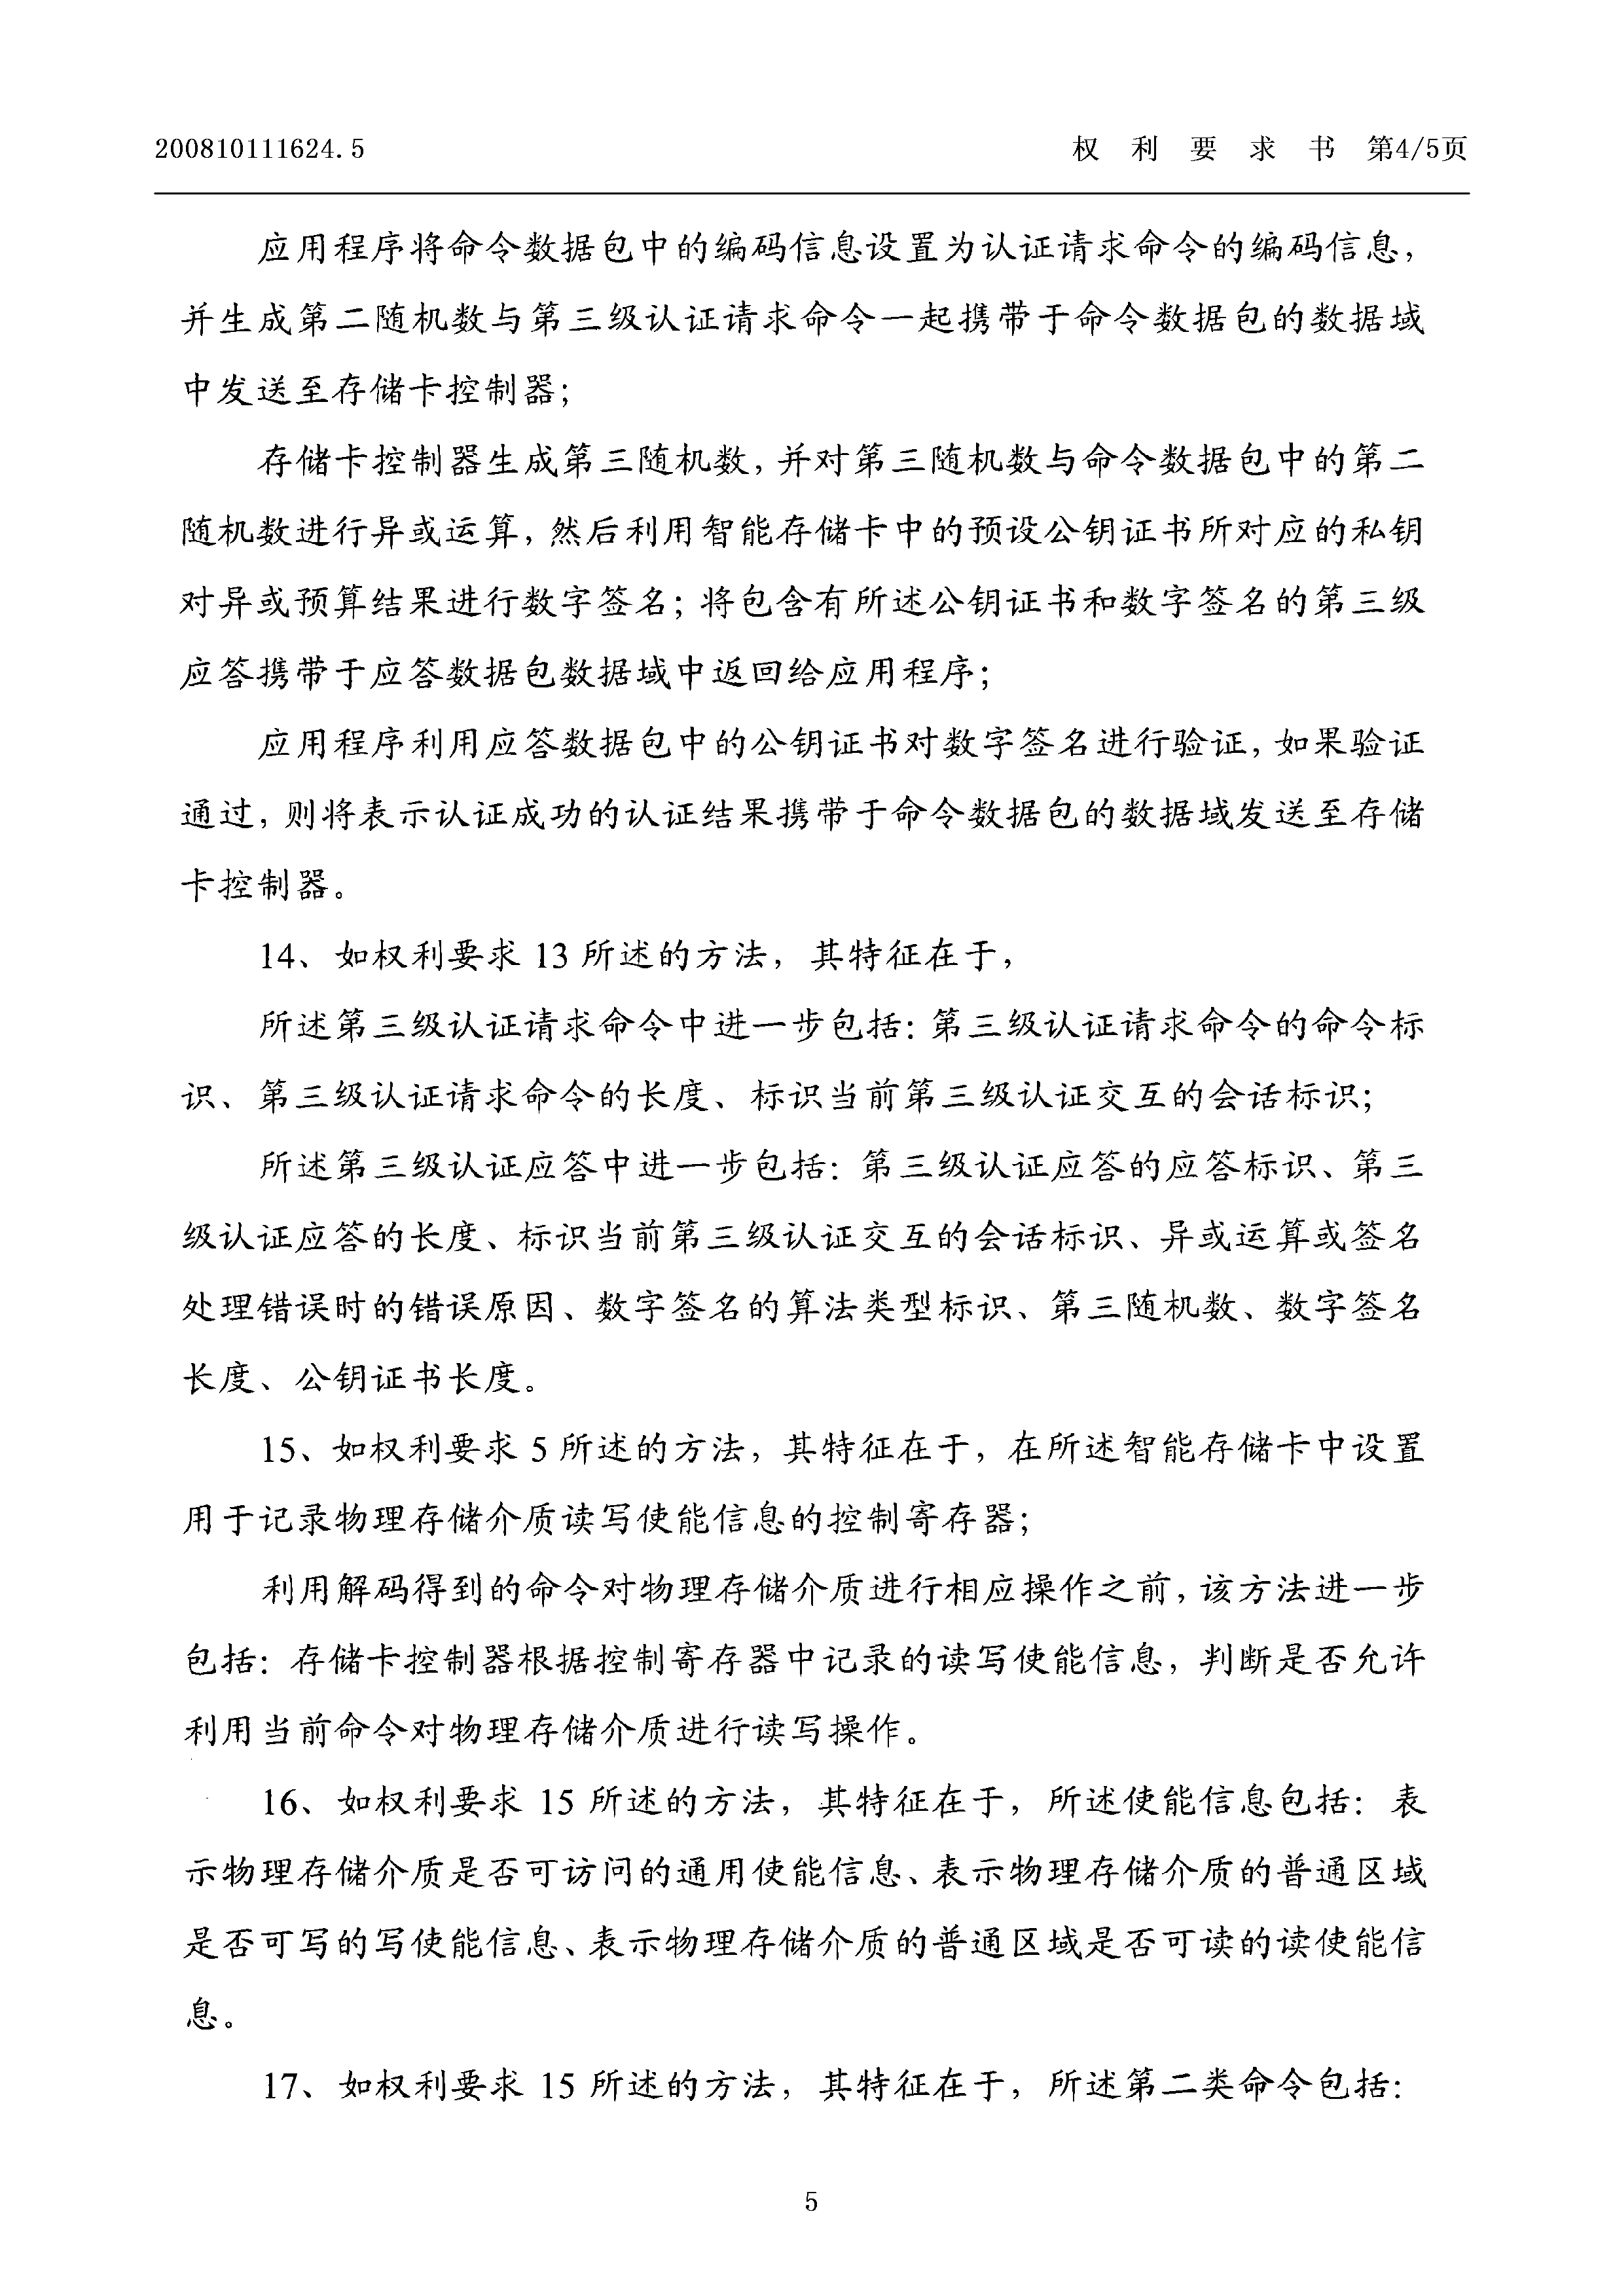 200810111624.5 权 利 要 求 书 第4/5页
应用程序将命令数据包中的编码信息设置为认证请求命令的编码信息，
并生成第二随机数与第三级认证请求命令一起携带于命令数据包的数据域
中发送至存储卡控制器；
存储卡控制器生成第三随机数，并对第三随机数与命令数据包中的第二
随机数进行异或运算，然后利用智能存储卡中的预设公钥证书所对应的私钥
对异或预算结果进行数字签名；将包含有所述公钥证书和数字签名的第三级
应答携带于应答数据包数据域中返回给应用程序；
应用程序利用应答数据包中的公钥证书对数字签名进行验证，如果验证
通过，则将表示认证成功的认证结果携带于命令数据包的数据域发送至存储
卡控制器。
14、如权利要求 13 所述的方法，其特征在于，
所述第三级认证请求命令中进一步包括：第三级认证请求命令的命令标
识、第三级认证请求命令的长度、标识当前第三级认证交互的会话标识；
所述第三级认证应答中进一步包括：第三级认证应答的应答标识、第三
级认证应答的长度、标识当前第三级认证交互的会话标识、异或运算或签名
处理错误时的错误原因、数字签名的算法类型标识、第三随机数、数字签名
长度、公钥证书长度。
15、如权利要求 5 所述的方法，其特征在于，在所述智能存储卡中设置
用于记录物理存储介质读写使能信息的控制寄存器；
利用解码得到的命令对物理存储介质进行相应操作之前，该方法进一步
包括：存储卡控制器根据控制寄存器中记录的读写使能信息，判断是否允许
利用当前命令对物理存储介质进行读写操作。
16、如权利要求 15 所述的方法，其特征在于，所述使能信息包括：表
示物理存储介质是否可访问的通用使能信息、表示物理存储介质的普通区域
是否可写的写使能信息、表示物理存储介质的普通区域是否可读的读使能信
息。
17、如权利要求 15 所述的方法，其特征在于，所述第二类命令包括：
5